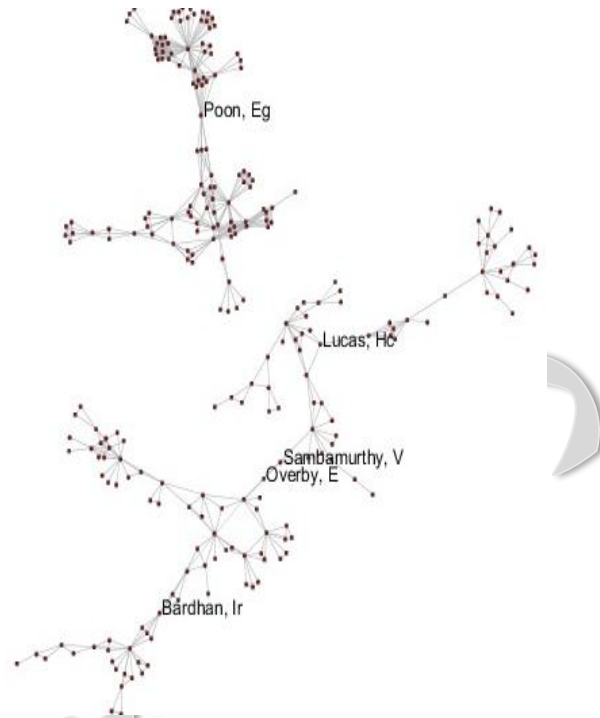 Poon, Eg
Lucas, Hc
Sambamurthy, V
Overby, E
Bardhan, Ir